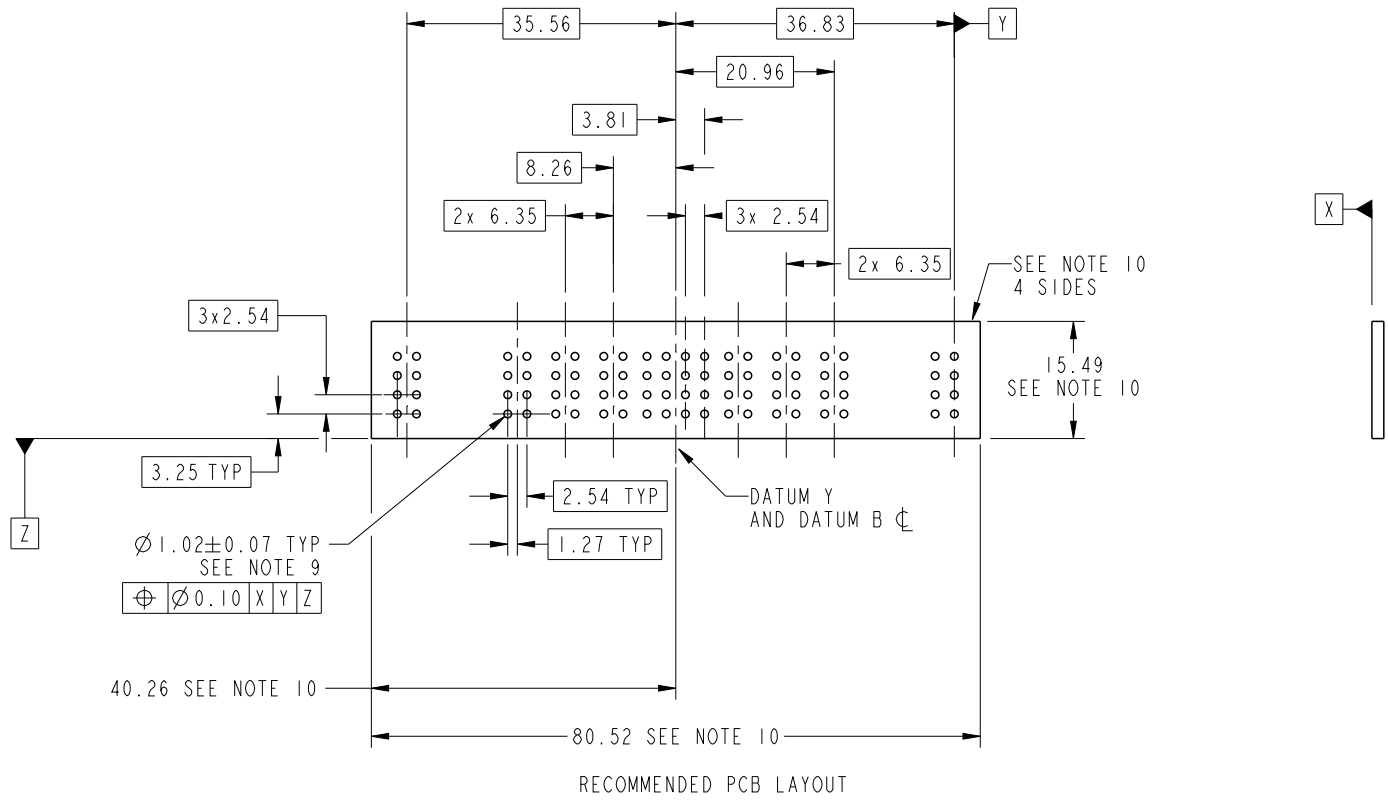 35.56
36.83
Y
20.96
3.81
8.26
2x 6.35
3x 2.54
X
2x 6.35
SEE NOTE 10
4 SIDES
3x2.54
15.49
SEE NOTE 10
3.25 TYP
2.54 TYP
DATUM Y
AND DATUM B ℄
Z
Ø1.02±0.07 TYP
SEE NOTE 9
1.27 TYP
⌖ Ø0.10 X Y Z
40.26 SEE NOTE 10
80.52 SEE NOTE 10
RECOMMENDED PCB LAYOUT